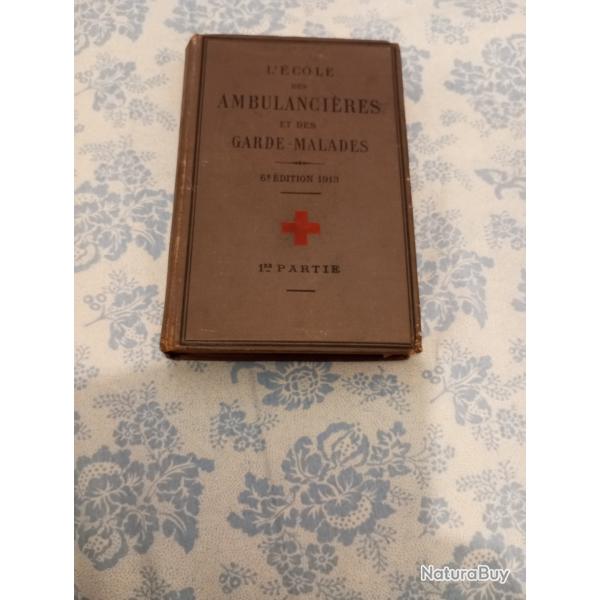 L'ÉCOLE
DES
AMBULANCIÈRES
ET DES
GARDE-MALADES
6e ÉDITION 1913
1RE PARTIE
NaturaBuy